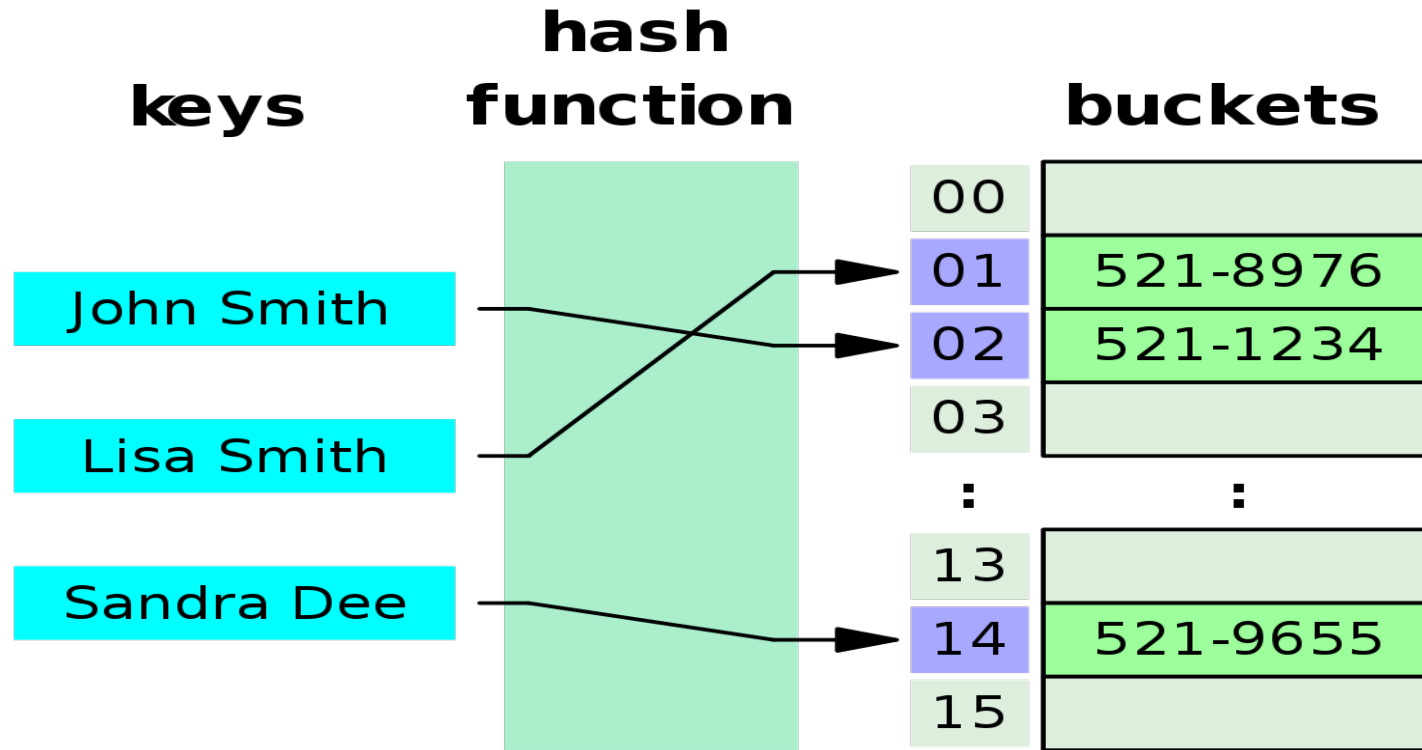 hash
keys function buckets
00
01 521-8976
John Smith
02 521-1234
03
Lisa Smith
: :
13
Sandra Dee
14 521-9655
15